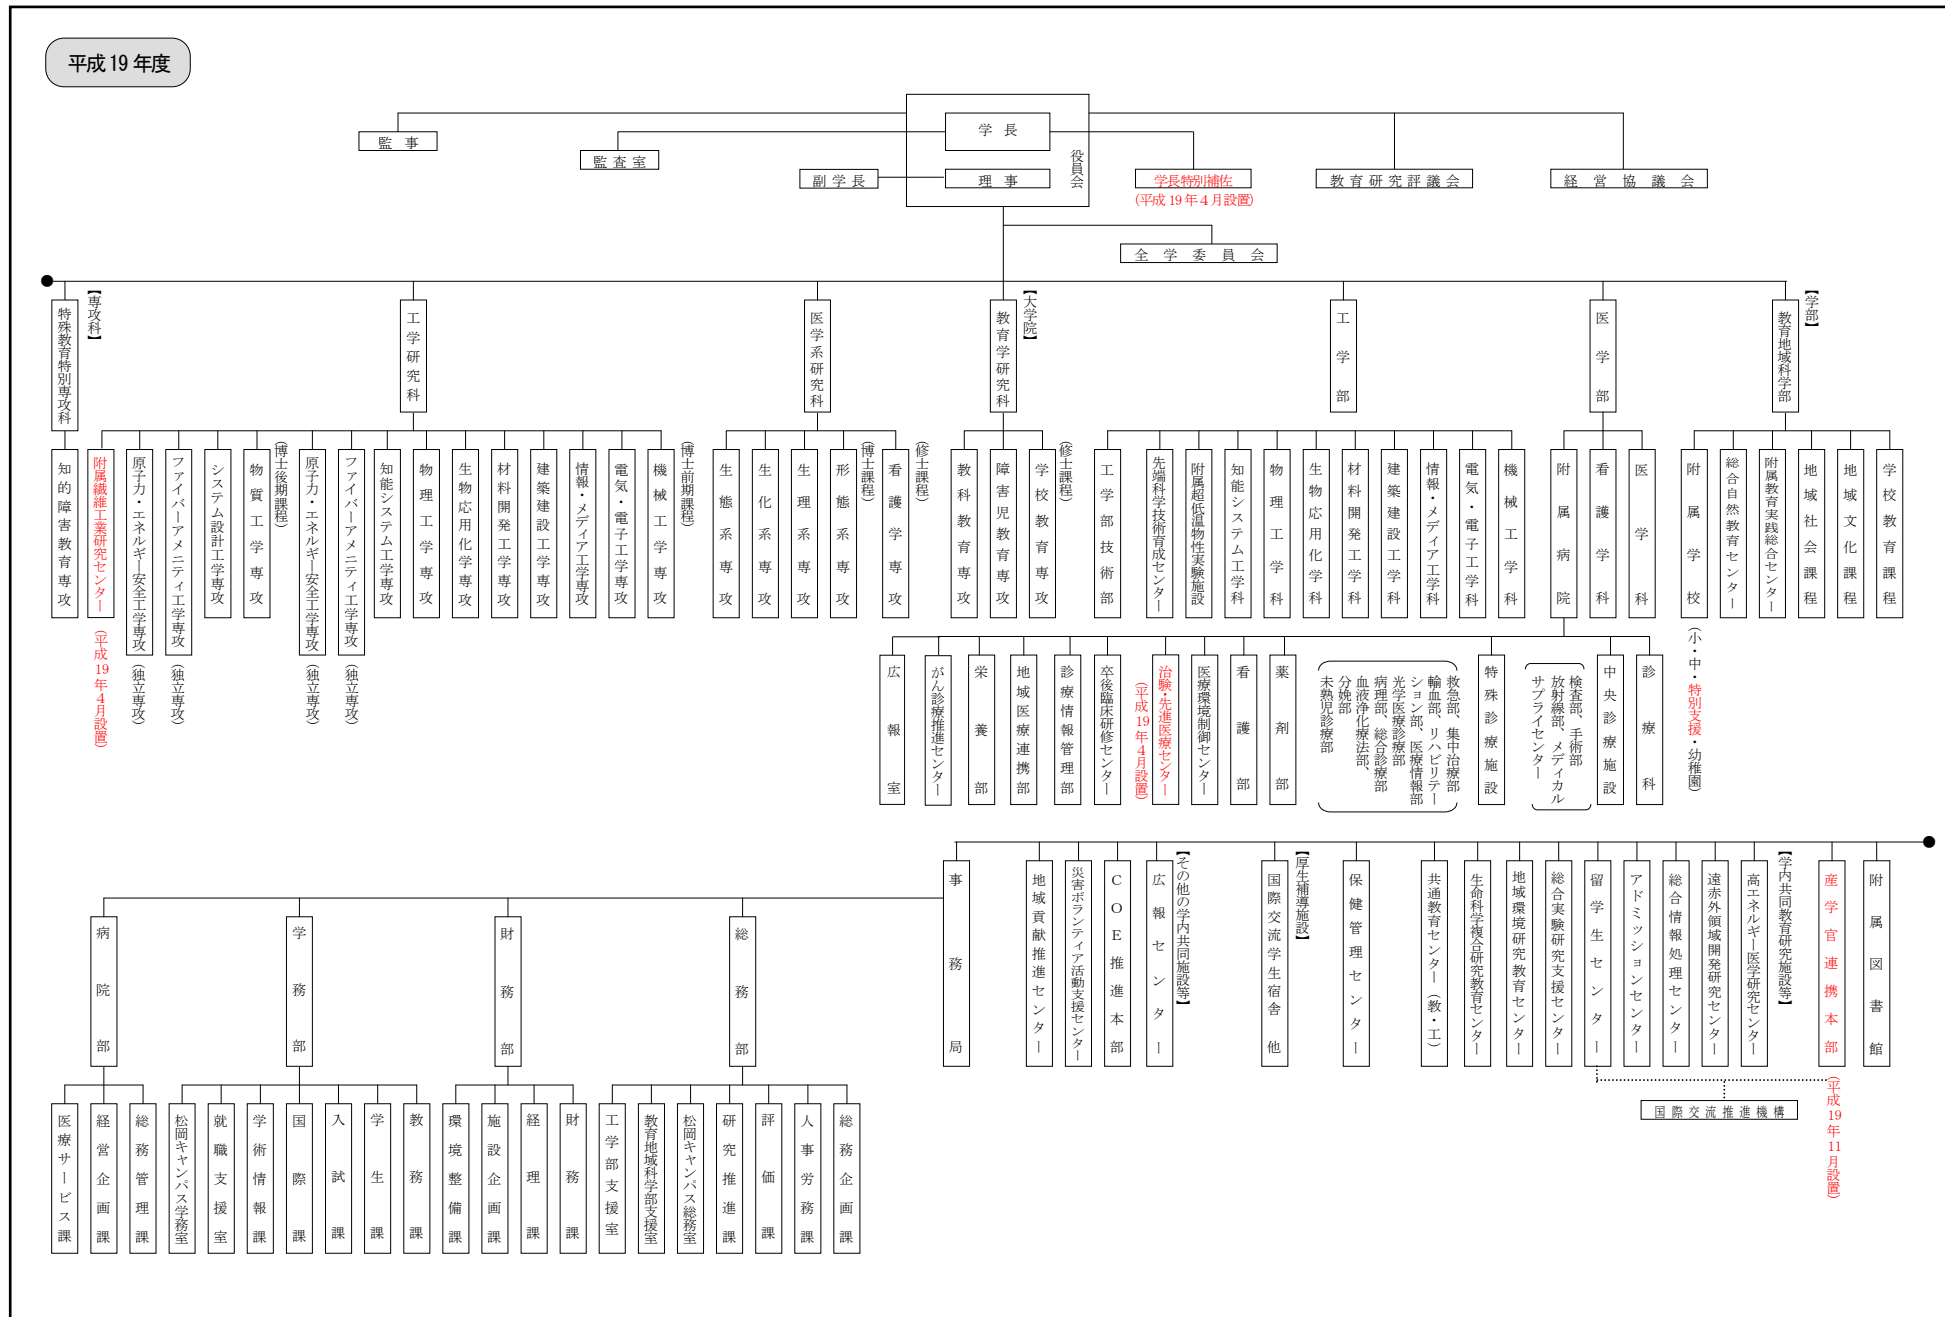 平成19年度
学長
役員会
理事
監事
監査室
副学長
学長特別補佐
(平成19年4月設置)
教育研究評議会
経営協議会
全学委員会
【学部】
教育地域科学部
医学部
工学部
【大学院】
教育学研究科
医学系研究科
工学研究科
【専攻科】
特殊教育特別専攻科
学校教育課程
地域文化課程
地域社会課程
附属教育実践総合センター
総合自然教育センター
附属学校
(小・中・特別支援・幼稚園)
医学科
看護学科
附属病院
機械工学科
電気・電子工学科
情報・メディア工学科
建築建設工学科
材料開発工学科
生物応用化学科
物理工学科
知能システム工学科
附属超低温物性実験施設
先端科学技術育成センター
工学部技術部
(修士課程)
学校教育専攻
障害児教育専攻
教科教育専攻
(修士課程)
看護学専攻
(博士課程)
形態系専攻
生理系専攻
生化系専攻
生態系専攻
(博士前期課程)
機械工学専攻
電気・電子工学専攻
情報・メディア工学専攻
建築建設工学専攻
材料開発工学専攻
生物応用化学専攻
物理工学専攻
知能システム工学専攻
ファイバーアメニティ工学専攻
(独立専攻)
原子力・エネルギー安全工学専攻
(独立専攻)
(博士後期課程)
物質工学専攻
システム設計工学専攻
ファイバーアメニティ工学専攻
(独立専攻)
原子力・エネルギー安全工学専攻
(独立専攻)
附属繊維工業研究センター
(平成19年4月設置)
知的障害教育専攻
診療科
中央診療施設
検査部、手術部
放射線部、メディカル
サプライセンター
特殊診療施設
救急部、集中治療部
輸血部、リハビリテー
ション部、医療情報部
光学医療診療部
病理部、総合診療部
血液浄化療法部、
分娩部
未熟児診療部
薬剤部
看護部
医療環境制御センター
治験・先進医療センター
(平成19年4月設置)
卒後臨床研修センター
診療情報管理部
地域医療連携部
栄養部
がん診療推進センター
広報室
附属図書館
産学官連携本部
(平成19年11月設置)
【学内共同教育研究施設等】
高エネルギー医学研究センター
遠赤外領域開発研究センター
総合情報処理センター
アドミッションセンター
留学生センター
総合実験研究支援センター
地域環境研究教育センター
生命科学複合研究教育センター
共通教育センター(教・工)
国際交流推進機構
保健管理センター
【厚生補導施設】
国際交流学生宿舎他
【その他の学内共同施設等】
広報センター
COE推進本部
災害ボランティア活動支援センター
地域貢献推進センター
事務局
総務部
財務部
学務部
病院部
総務企画課
人事労務課
評価課
研究推進課
松岡キャンパス総務室
教育地域科学部支援室
工学部支援室
財務課
経理課
施設企画課
環境整備課
教務課
学生課
入試課
国際課
学術情報課
就職支援室
松岡キャンパス学務室
総務管理課
経営企画課
医療サービス課